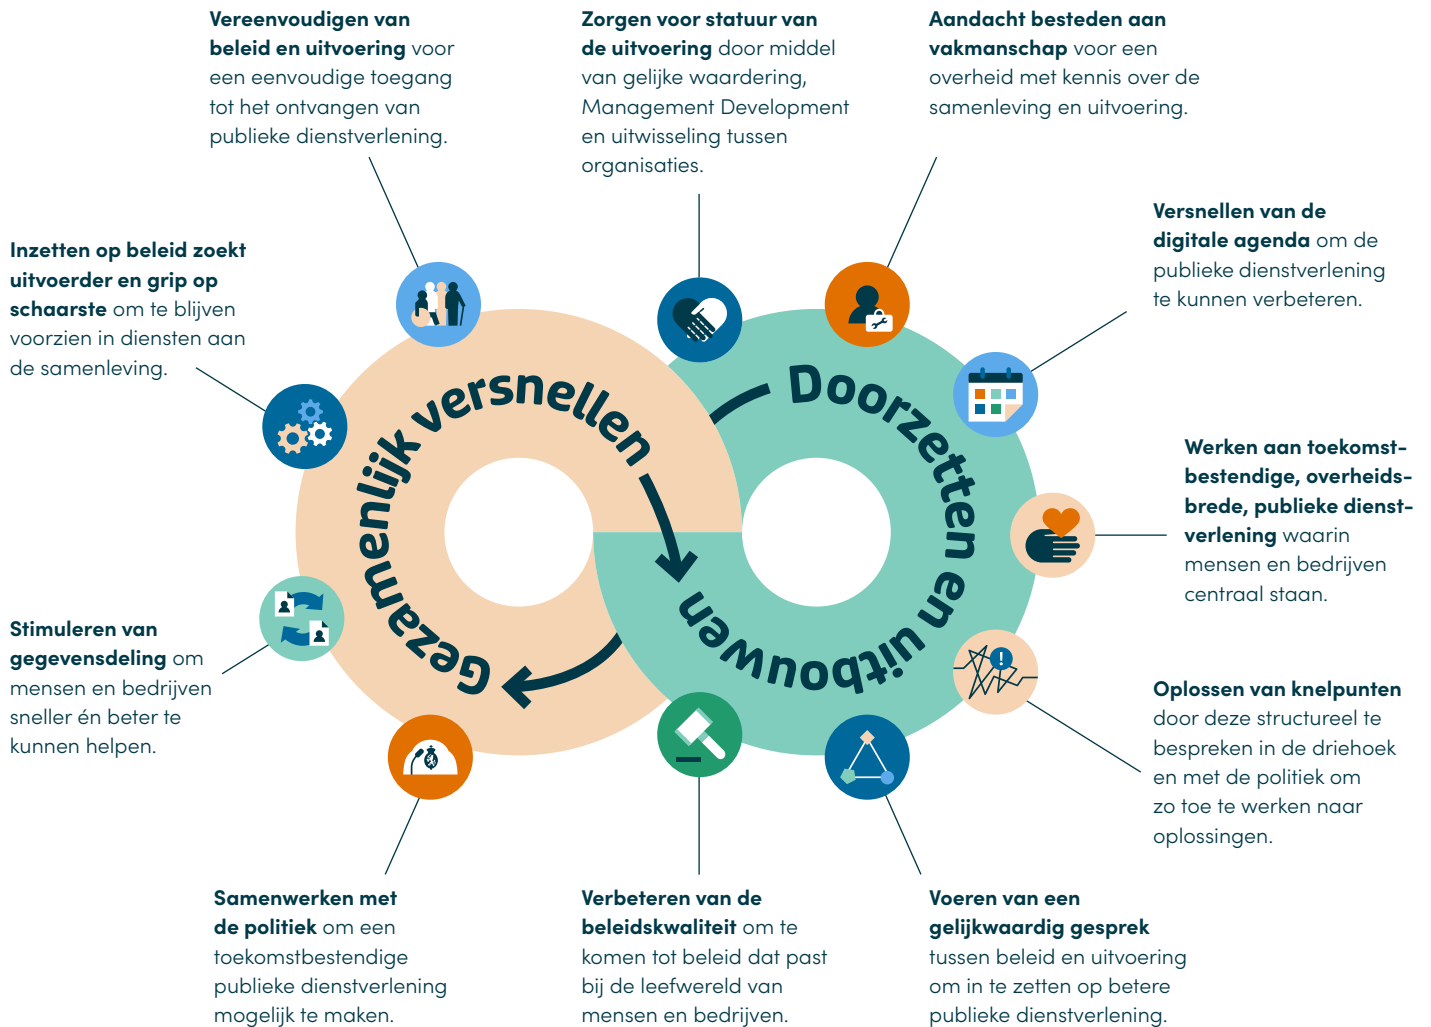 Vereenvoudigen van
beleid en uitvoering voor
een eenvoudige toegang
tot het ontvangen van
publieke dienstverlening.
Zorgen voor statuur van
de uitvoering door middel
van gelijke waardering,
Management Development
en uitwisseling tussen
organisaties.
Aandacht besteden aan
vakmanschap voor een
overheid met kennis over de
samenleving en uitvoering.
Versnellen van de
digitale agenda om de
publieke dienstverlening
te kunnen verbeteren.
Inzetten op beleid zoekt
uitvoerder en grip op
schaarste om te blijven
voorzien in diensten aan
de samenleving.
Gezamenlijk versnellen
Doorzetten en uitbouwen
Werken aan toekomst-
bestendige, overheids-
brede, publieke dienst-
verlening waarin
mensen en bedrijven
centraal staan.
Stimuleren van
gegevensdeling om
mensen en bedrijven
sneller én beter te
kunnen helpen.
!
Oplossen van knelpunten
door deze structureel te
bespreken in de driehoek
en met de politiek om
zo toe te werken naar
oplossingen.
Samenwerken met
de politiek om een
toekomstbestendige
publieke dienstverlening
mogelijk te maken.
Verbeteren van de
beleidskwaliteit om te
komen tot beleid dat past
bij de leefwereld van
mensen en bedrijven.
Voeren van een
gelijkwaardig gesprek
tussen beleid en uitvoering
om in te zetten op betere
publieke dienstverlening.